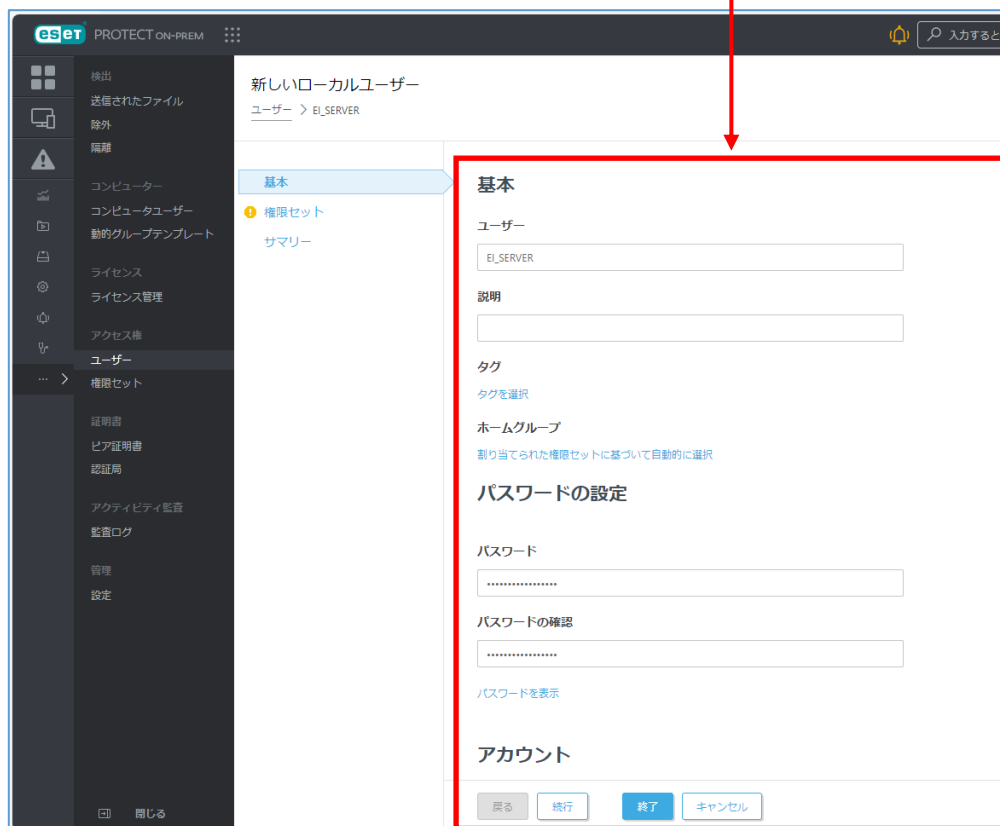 eset PROTECT ON-PREM
入力すると
検出
送信されたファイル
除外
隔離
コンピューター
コンピュータユーザー
動的グループテンプレート
ライセンス
ライセンス管理
アクセス権
ユーザー
権限セット
証明書
ピア証明書
認証局
アクティビティ監査
監査ログ
管理
設定
閉じる
新しいローカルユーザー
ユーザー > EI_SERVER
基本
権限セット
サマリー
基本
ユーザー
EI_SERVER
説明
タグ
タグを選択
ホームグループ
割り当てられた権限セットに基づいて自動的に選択
パスワードの設定
パスワード
•••••••••••••••••
パスワードの確認
•••••••••••••••••
パスワードを表示
アカウント
戻る
続行
終了
キャンセル